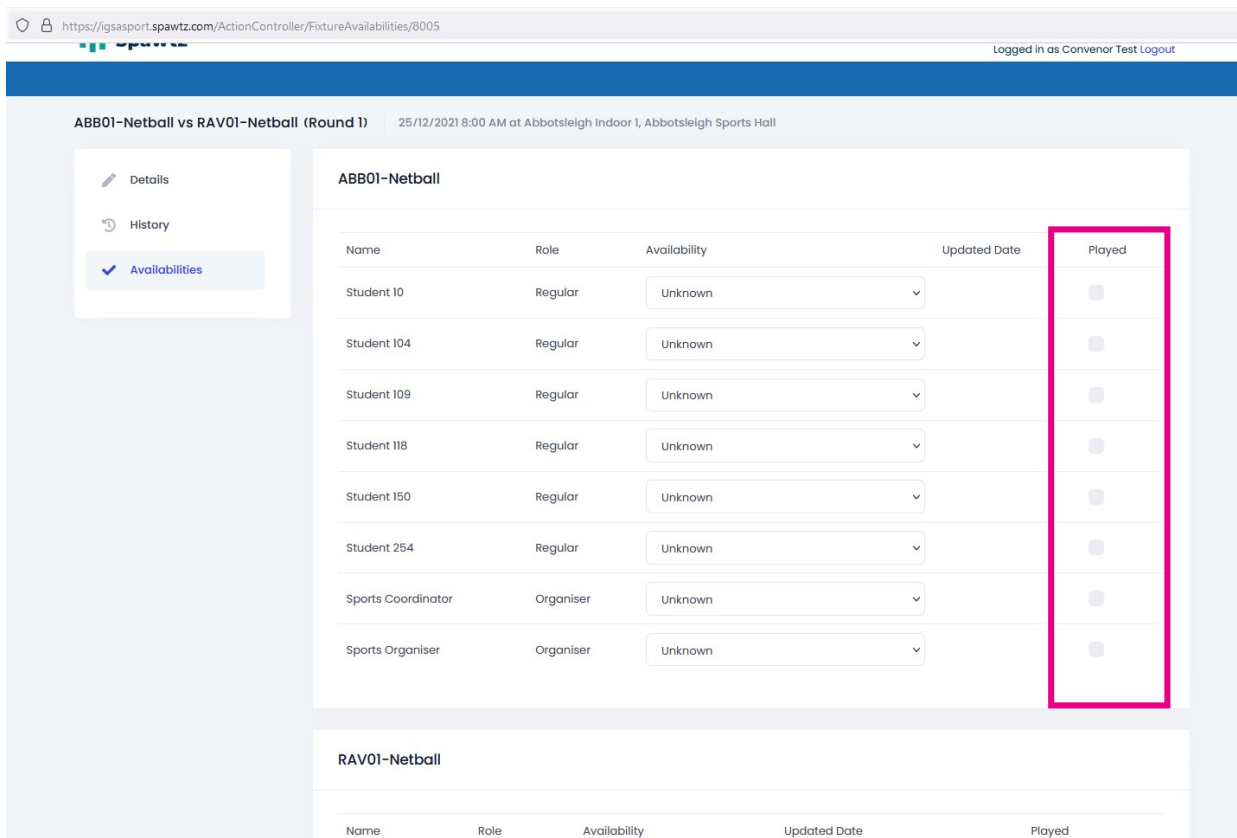 https://igsasport.spawtz.com/ActionController/FixtureAvailabilities/8005
Spawtz
Logged in as Convenor Test Logout
ABB01-Netball vs RAV01-Netball (Round 1) 25/12/2021 8:00 AM at Abbotsleigh Indoor 1, Abbotsleigh Sports Hall
Details
History
Availabilities
ABB01-Netball
Name Role Availability Updated Date Played
Student 10 Regular Unknown
Student 104 Regular Unknown
Student 109 Regular Unknown
Student 118 Regular Unknown
Student 150 Regular Unknown
Student 254 Regular Unknown
Sports Coordinator Organiser Unknown
Sports Organiser Organiser Unknown
RAV01-Netball
Name Role Availability Updated Date Played